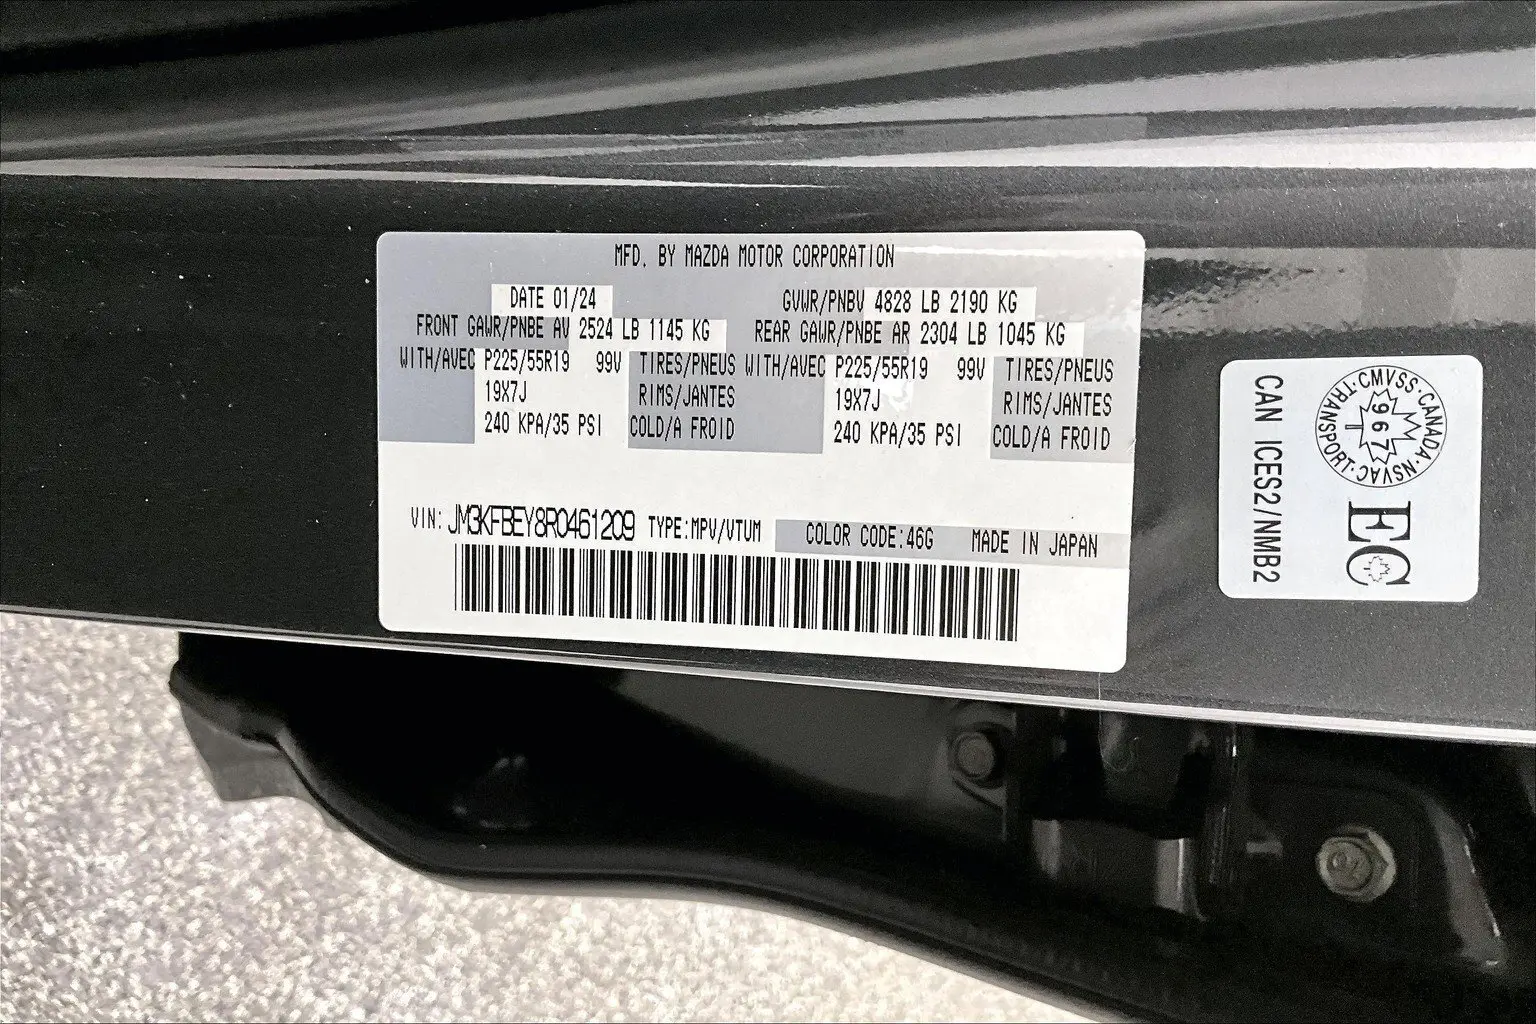 MFD. BY MAZDA MOTOR CORPORATION
DATE 01/24 GVWR/PNBV 4828 LB 2190 KG
FRONT GAWR/PNBE AV 2524 LB 1145 KG REAR GAWR/PNBE AR 2304 LB 1045 KG
WITH/AVEC P225/55R19 99V TIRES/PNEUS WITH/AVEC P225/55R19 99V TIRES/PNEUS
19X7J RIMS/JANTES 19X7J RIMS/JANTES
240 KPA/35 PSI COLD/A FROID 240 KPA/35 PSI COLD/A FROID
VIN: JM3KFBEY8R0461209 TYPE:MPV/VTUM COLOR CODE:46G MADE IN JAPAN
CMVSS·CANADA·NSVAC·TRANSPORT·
967
T
EC
CAN ICES2/NMB2